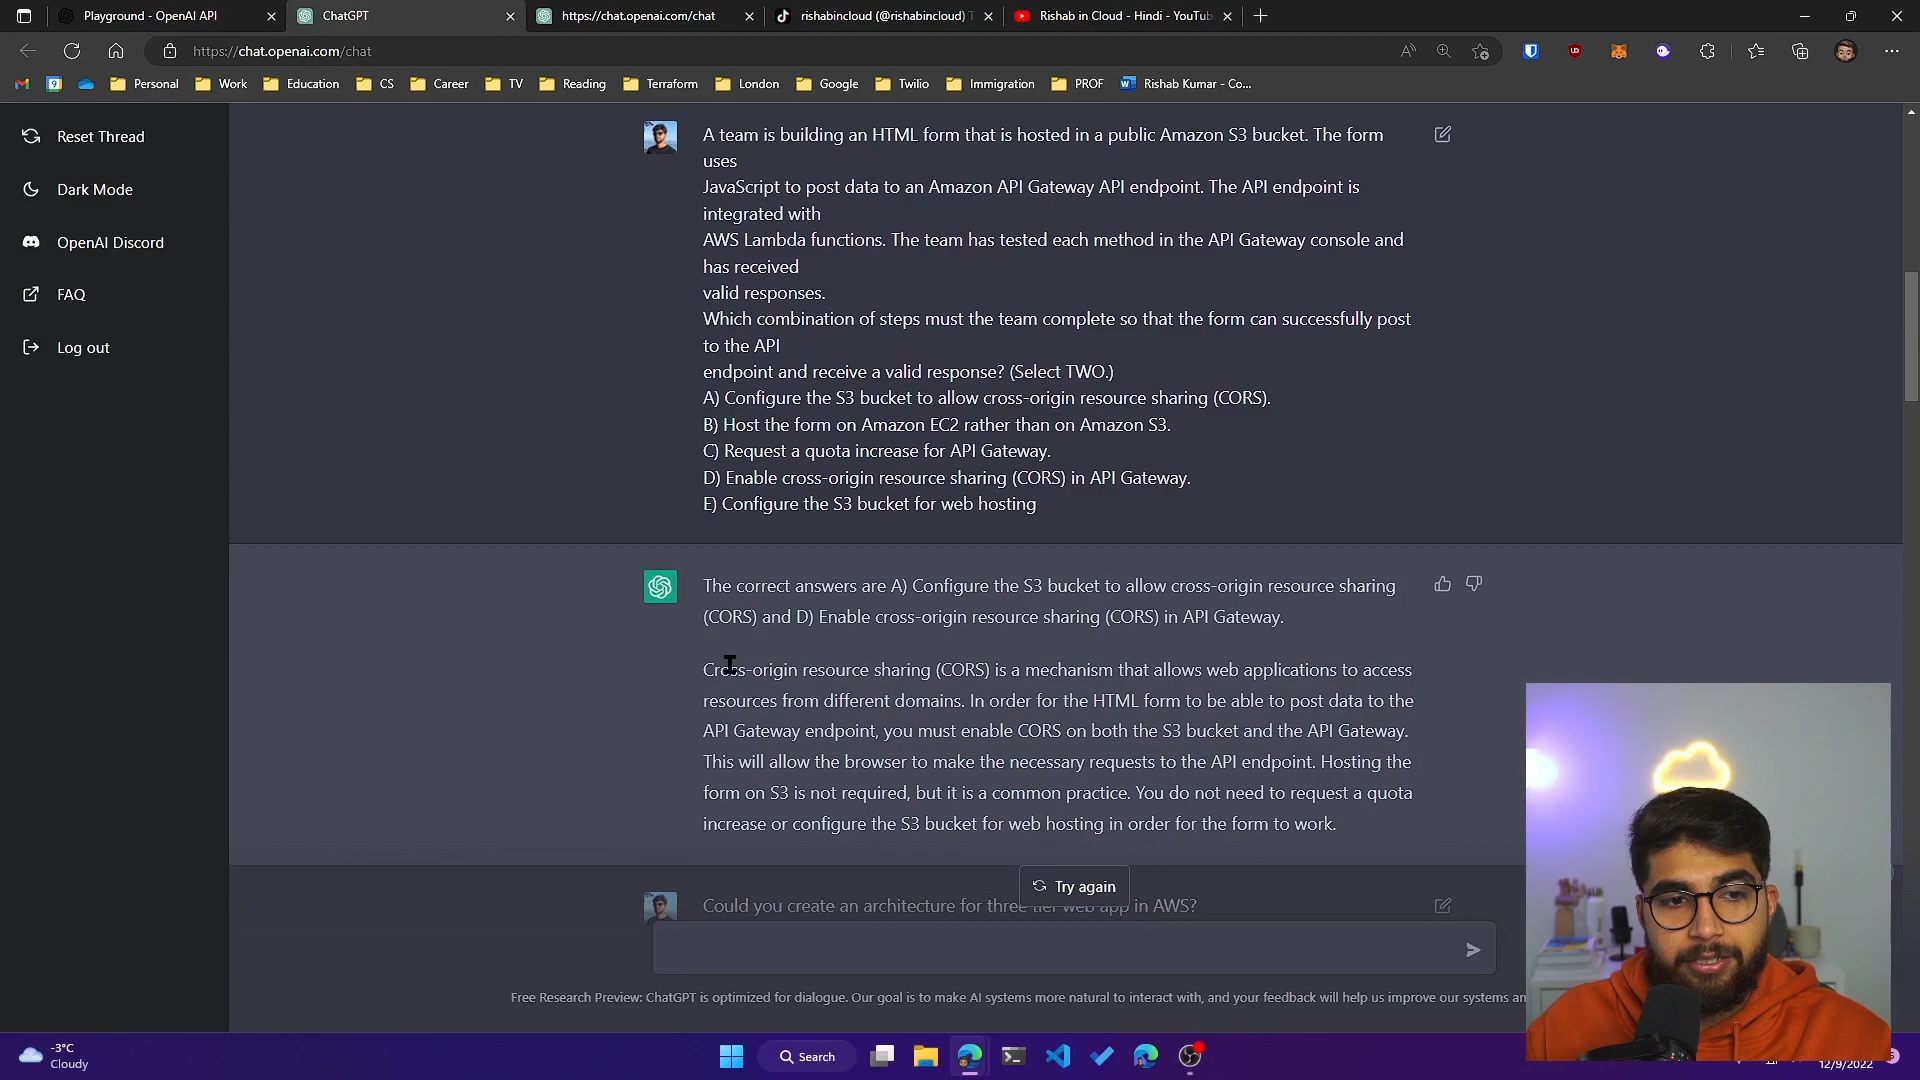 Playground - OpenAI API
ChatGPT
https://chat.openai.com/chat
rishabincloud (@rishabincloud) T
Rishab in Cloud - Hindi - YouTub
https://chat.openai.com/chat
Personal
Work
Education
CS
Career
TV
Reading
Terraform
London
Google
Twilio
Immigration
PROF
Rishab Kumar - Co...
Reset Thread
Dark Mode
OpenAI Discord
FAQ
Log out
A team is building an HTML form that is hosted in a public Amazon S3 bucket. The form
uses
JavaScript to post data to an Amazon API Gateway API endpoint. The API endpoint is
integrated with
AWS Lambda functions. The team has tested each method in the API Gateway console and
has received
valid responses.
Which combination of steps must the team complete so that the form can successfully post
to the API
endpoint and receive a valid response? (Select TWO.)
A) Configure the S3 bucket to allow cross-origin resource sharing (CORS).
B) Host the form on Amazon EC2 rather than on Amazon S3.
C) Request a quota increase for API Gateway.
D) Enable cross-origin resource sharing (CORS) in API Gateway.
E) Configure the S3 bucket for web hosting
The correct answers are A) Configure the S3 bucket to allow cross-origin resource sharing
(CORS) and D) Enable cross-origin resource sharing (CORS) in API Gateway.
Cross-origin resource sharing (CORS) is a mechanism that allows web applications to access
resources from different domains. In order for the HTML form to be able to post data to the
API Gateway endpoint, you must enable CORS on both the S3 bucket and the API Gateway.
This will allow the browser to make the necessary requests to the API endpoint. Hosting the
form on S3 is not required, but it is a common practice. You do not need to request a quota
increase or configure the S3 bucket for web hosting in order for the form to work.
Try again
Could you create an architecture for three tier web app in AWS?
Free Research Preview: ChatGPT is optimized for dialogue. Our goal is to make AI systems more natural to interact with, and your feedback will help us improve our systems an
-3°C
Cloudy
Search
12/9/2022